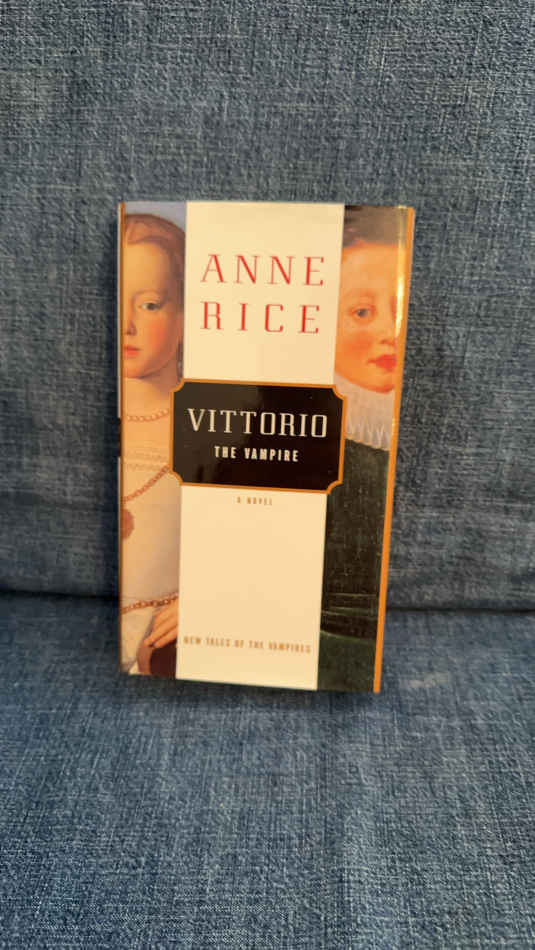 ANNE
RICE
VITTORIO
THE VAMPIRE
A NOVEL
NEW TALES OF THE VAMPIRES